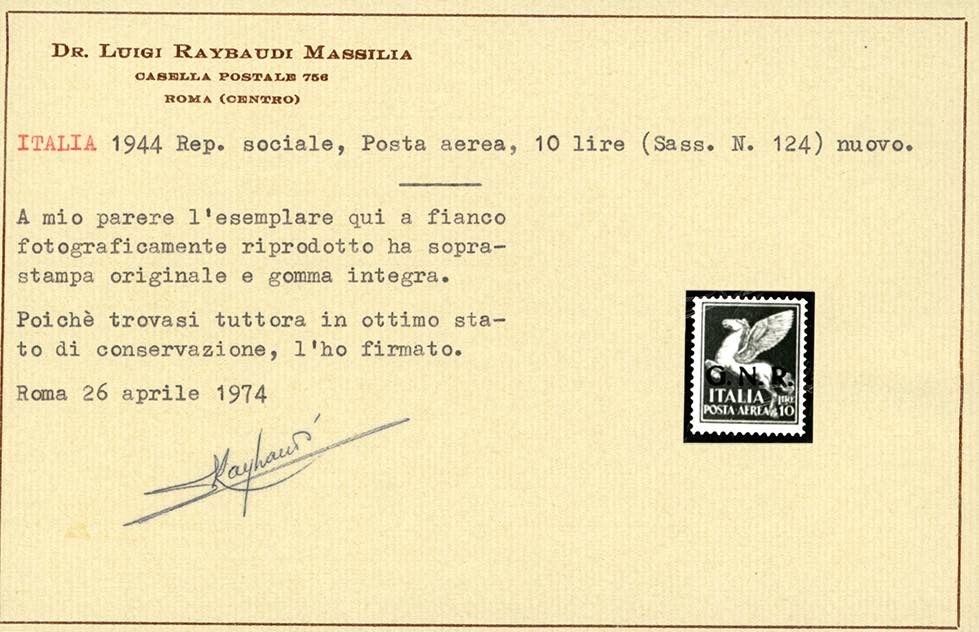 DR. LUIGI RAYBAUDI MASSILIA
CASELLA POSTALE 756
ROMA (CENTRO)
ITALIA 1944 Rep. sociale, Posta aerea, 10 lire (Sass. N. 124) nuovo.
A mio parere l'esemplare qui a fianco
fotograficamente riprodotto ha sopra-
stampa originale e gomma integra.
Poichè trovasi tuttora in ottimo sta-
to di conservazione, l'ho firmato.
Roma 26 aprile 1974
Raybaudi
G. N. R.
ITALIA LIRE
POSTA AEREA 10